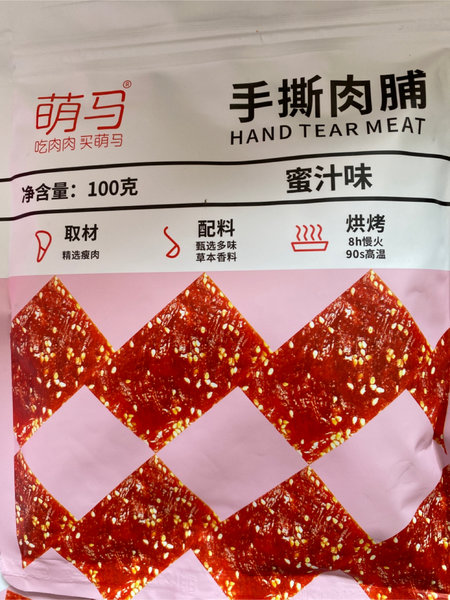 萌马®
吃肉肉 买萌马
手撕肉脯
HAND TEAR MEAT
净含量：100克
蜜汁味
取材
精选瘦肉
配料
甄选多味
草本香料
烘烤
8h慢火
90s高温